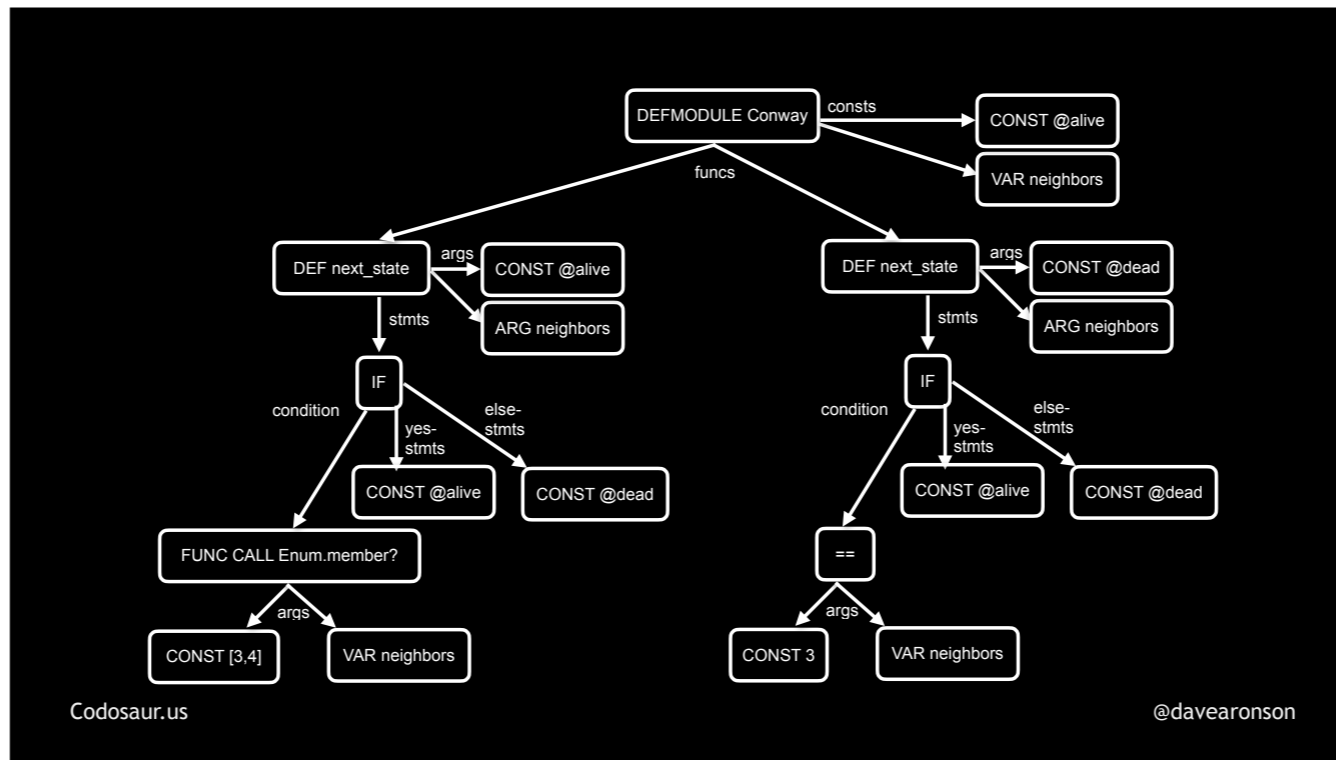 DEFMODULE Conway
consts
CONST @alive
VAR neighbors
funcs
DEF next_state
args
CONST @alive
ARG neighbors
stmts
IF
condition
yes-
stmts
else-
stmts
CONST @alive
CONST @dead
FUNC CALL Enum.member?
args
CONST [3,4]
VAR neighbors
DEF next_state
args
CONST @dead
ARG neighbors
stmts
IF
condition
yes-
stmts
else-
stmts
CONST @alive
CONST @dead
==
args
CONST 3
VAR neighbors
Codosaur.us
@davearonson